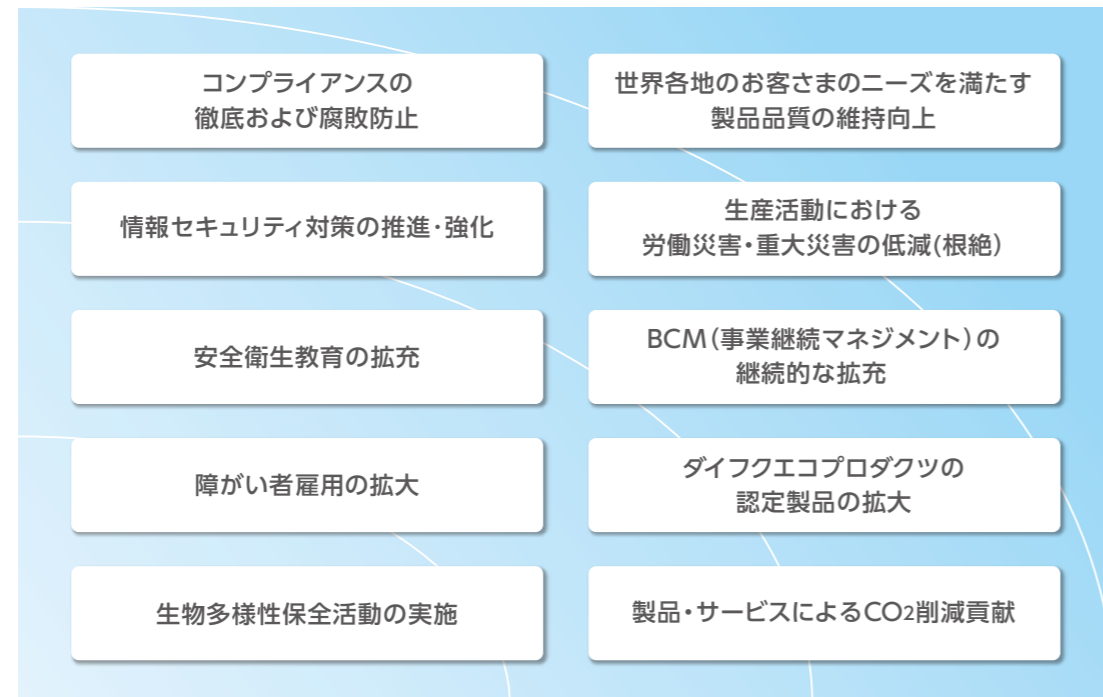 コンプライアンスの
徹底および腐敗防止
世界各地のお客さまのニーズを満たす
製品品質の維持向上
情報セキュリティ対策の推進・強化
生産活動における
労働災害・重大災害の低減(根絶)
安全衛生教育の拡充
BCM(事業継続マネジメント)の
継続的な拡充
障がい者雇用の拡大
ダイフクエコプロダクツの
認定製品の拡大
生物多様性保全活動の実施
製品・サービスによるCO2削減貢献